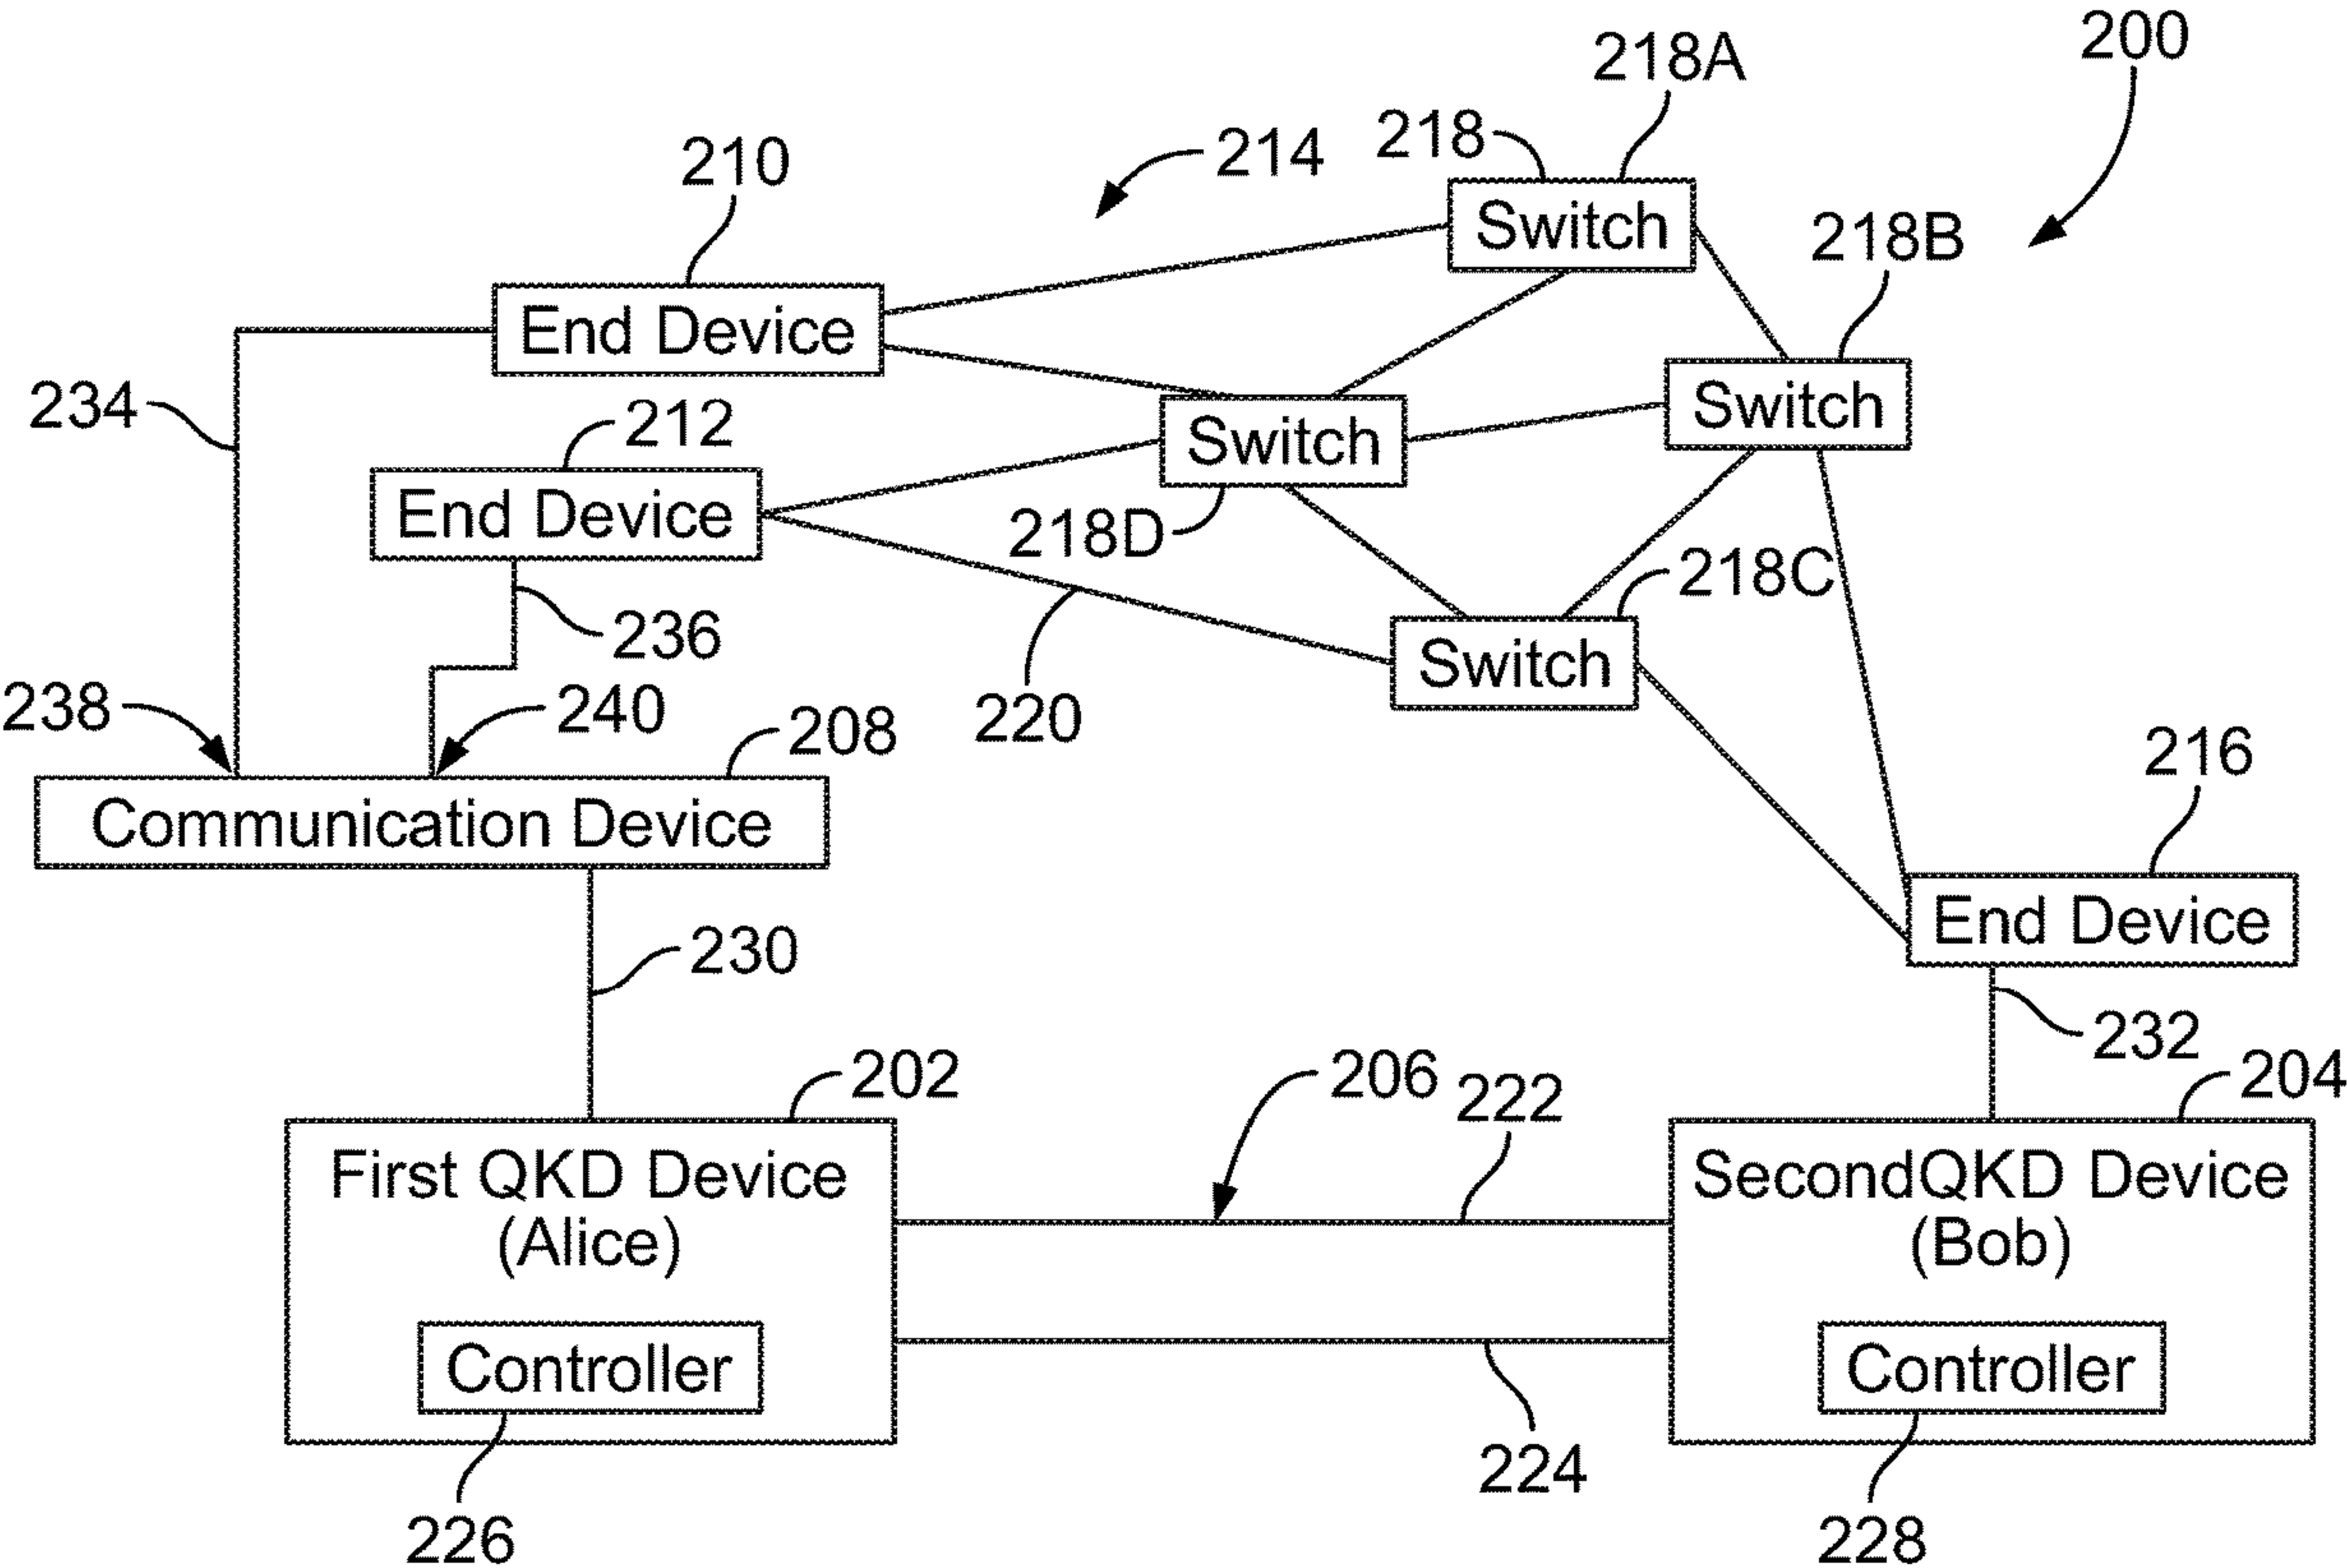 200
218A
218
214
210
Switch
218B
End Device
234
212
Switch
Switch
End Device
218D
218C
236
Switch
238
240
208
220
216
Communication Device
End Device
230
232
202
206
222
204
First QKD Device
(Alice)
SecondQKD Device
(Bob)
Controller
Controller
224
226
228